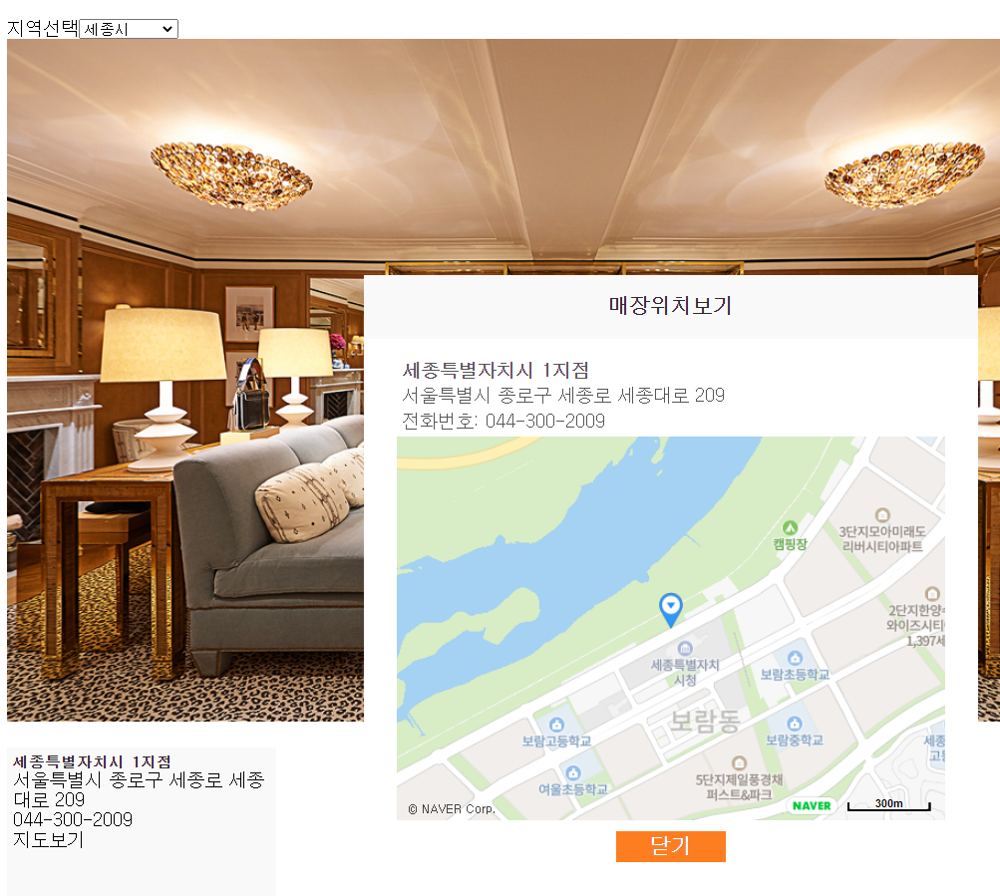 지역선택 세종시
매장위치보기
세종특별자치시 1지점
서울특별시 종로구 세종로 세종대로 209
전화번호: 044-300-2009
캠핑장
3단지모아미래도
리버시티아파트
2단지한양수
와이즈시티
1,397세
세종특별자치
시청
보람초등학교
보람동
보람고등학교
보람중학교
세종
고등
5단지제일풍경채
퍼스트&파크
여울초등학교
© NAVER Corp.
NAVER
300m
닫기
세종특별자치시 1지점
서울특별시 종로구 세종로 세종
대로 209
044-300-2009
지도보기